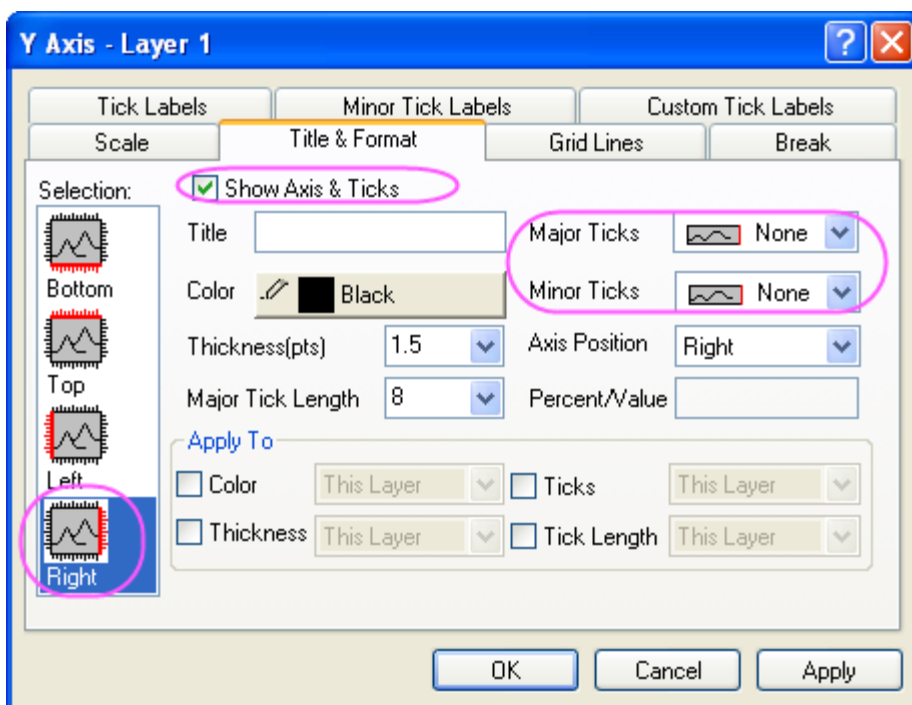 Y Axis - Layer 1
?
Tick Labels
Minor Tick Labels
Custom Tick Labels
Scale
Title & Format
Grid Lines
Break
Selection:
Bottom
Top
Left
Right
Show Axis & Ticks
Title
Major Ticks
None
Color
Black
Minor Ticks
None
Thickness(pts)
1.5
Axis Position
Right
Major Tick Length
8
Percent/Value
Apply To
Color
This Layer
Ticks
This Layer
Thickness
This Layer
Tick Length
This Layer
OK
Cancel
Apply